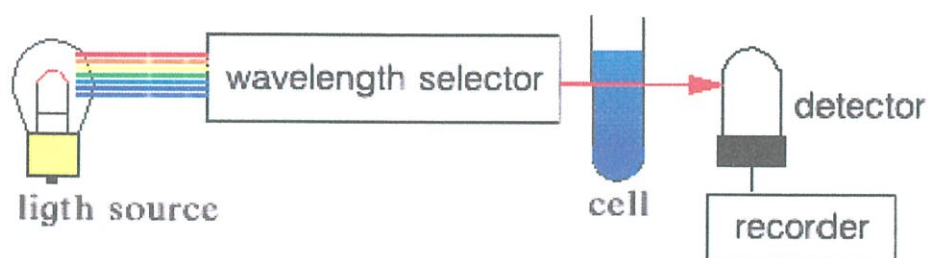 wavelength selector
detector
ligth source
cell
recorder